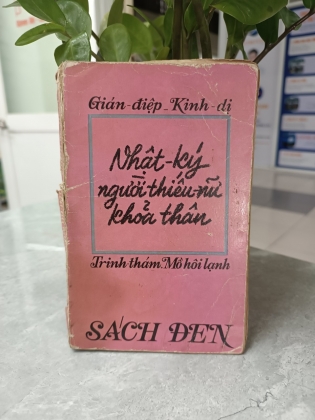 Gián-điệp_Kinh-dị
Nhật-ký
người thiếu-nữ
khỏa thân
Trinh thám_Mồ hôi lạnh
SÁCH ĐEN